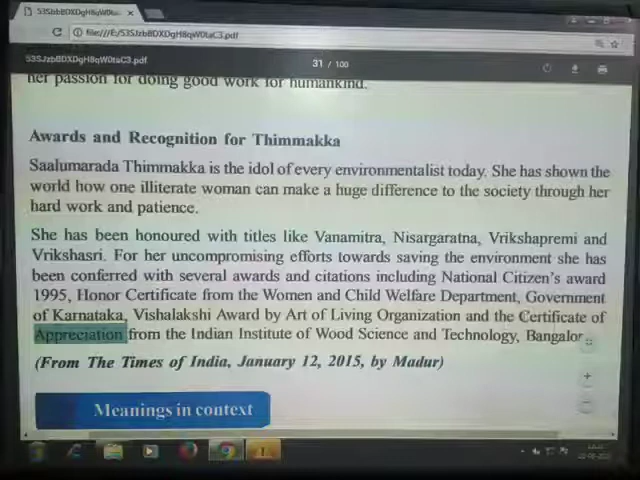 file:///E:/53SJzbBDXDgH8qW0taC3.pdf
53SJzbBDXDgH8qW0taC3.pdf
31 / 100
her passion for doing good work for humankind.
Awards and Recognition for Thimmakka
Saalumarada Thimmakka is the idol of every environmentalist today. She has shown the
world how one illiterate woman can make a huge difference to the society through her
hard work and patience.
She has been honoured with titles like Vanamitra, Nisargaratna, Vrikshapremi and
Vrikshasri. For her uncompromising efforts towards saving the environment she has
been conferred with several awards and citations including National Citizen's award
1995, Honor Certificate from the Women and Child Welfare Department, Government
of Karnataka, Vishalakshi Award by Art of Living Organization and the Certificate of
Appreciation from the Indian Institute of Wood Science and Technology, Bangalor
(From The Times of India, January 12, 2015, by Madur)
Meanings in context